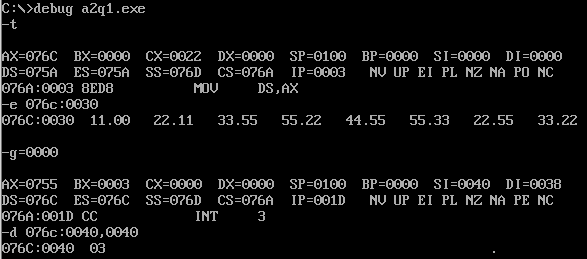 C:\>debug a2q1.exe
-t
AX=076C BX=0000 CX=0022 DX=0000 SP=0100 BP=0000 SI=0000 DI=0000
DS=075A ES=075A SS=076D CS=076A IP=0003 NV UP EI PL NZ NA PO NC
076A:0003 8ED8 MOV DS,AX
-e 076c:0030
076C:0030 11.00 22.11 33.55 55.22 44.55 55.33 22.55 33.22
-g=0000
AX=0755 BX=0003 CX=0000 DX=0000 SP=0100 BP=0000 SI=0040 DI=0038
DS=076C ES=076C SS=076D CS=076A IP=001D NV UP EI PL NZ NA PE NC
076A:001D CC INT 3
-d 076c:0040,0040
076C:0040 03 .